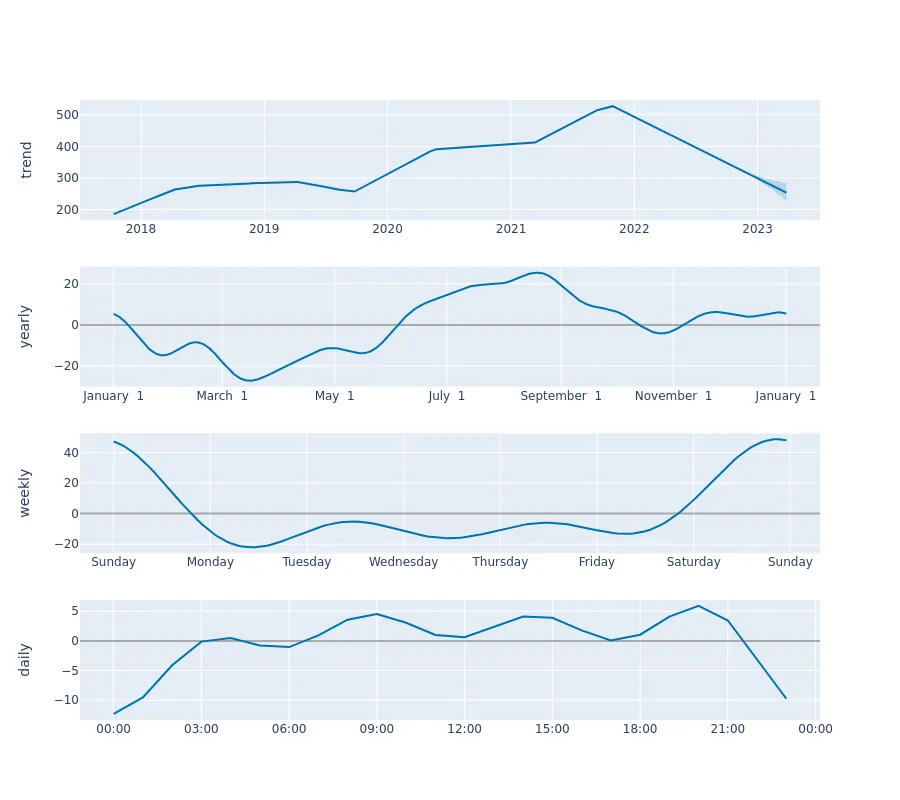 trend
500
400
300
200
2018 2019 2020 2021 2022 2023
yearly
20
0
−20
January 1 March 1 May 1 July 1 September 1 November 1 January 1
weekly
40
20
0
−20
Sunday Monday Tuesday Wednesday Thursday Friday Saturday Sunday
daily
5
0
−5
−10
00:00 03:00 06:00 09:00 12:00 15:00 18:00 21:00 00:00